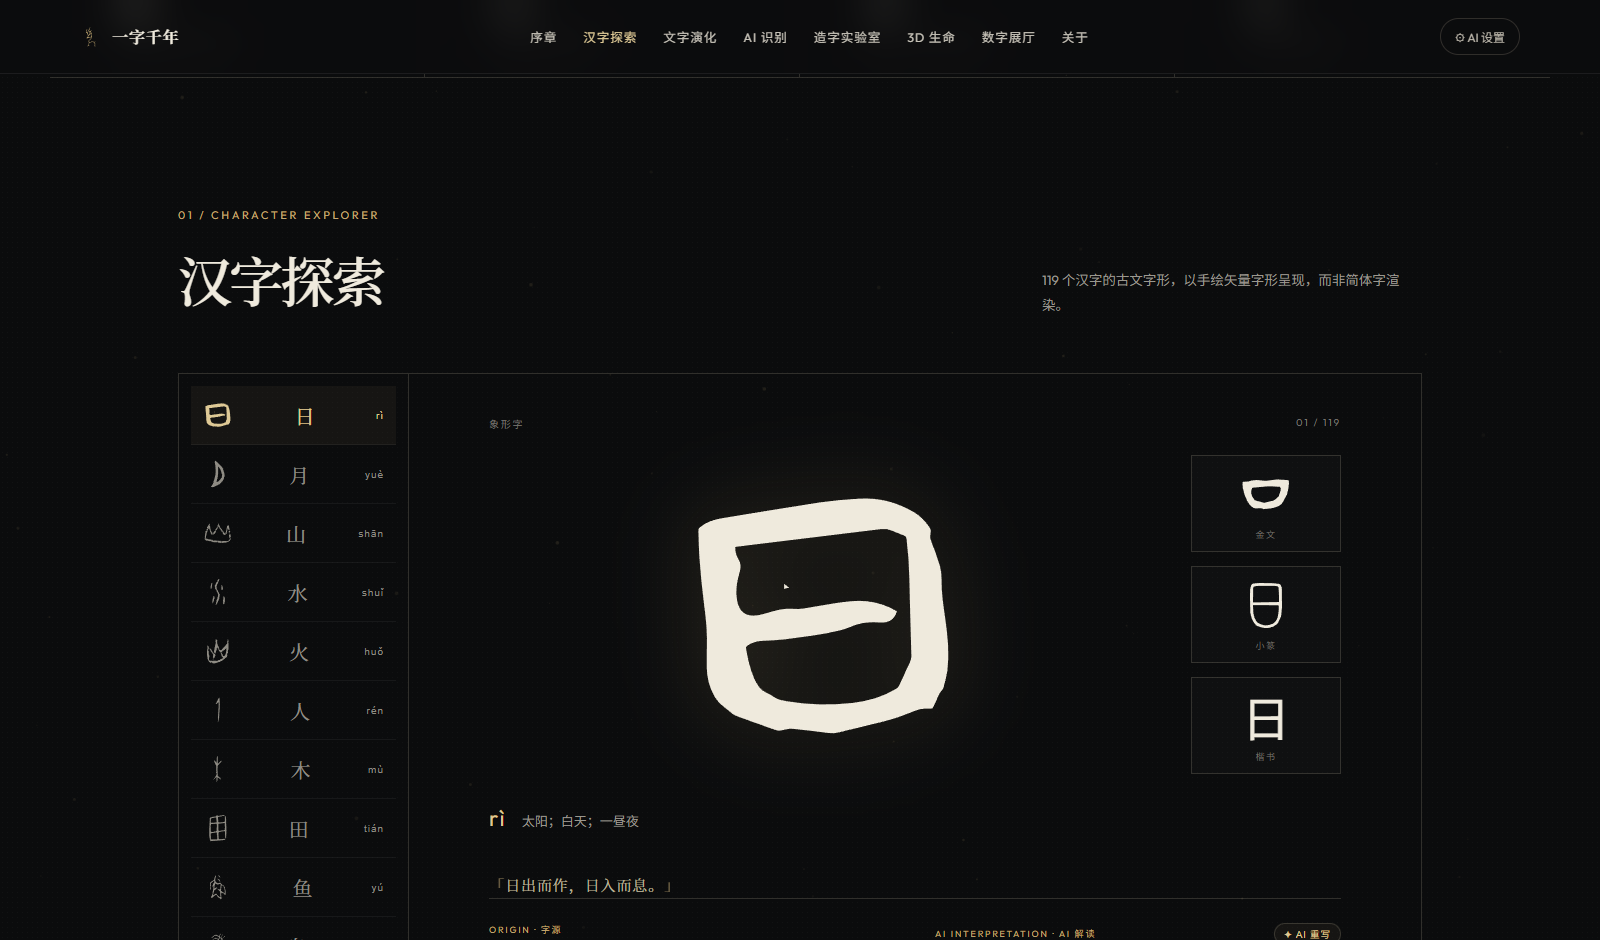 一字千年
序章 汉字探索 文字演化 AI 识别 造字实验室 3D 生命 数字展厅 关于
AI 设置
01 / CHARACTER EXPLORER
汉字探索
119 个汉字的古文字形，以手绘矢量字形呈现，而非简体字渲
染。
日 rì
月 yuè
山 shān
水 shuǐ
火 huǒ
人 rén
木 mù
田 tián
鱼 yú
象形字
01 / 119
金文
小篆
日
楷书
rì 太阳；白天；一昼夜
「日出而作，日入而息。」
ORIGIN · 字源
AI INTERPRETATION · AI 解读
✦ AI 重写